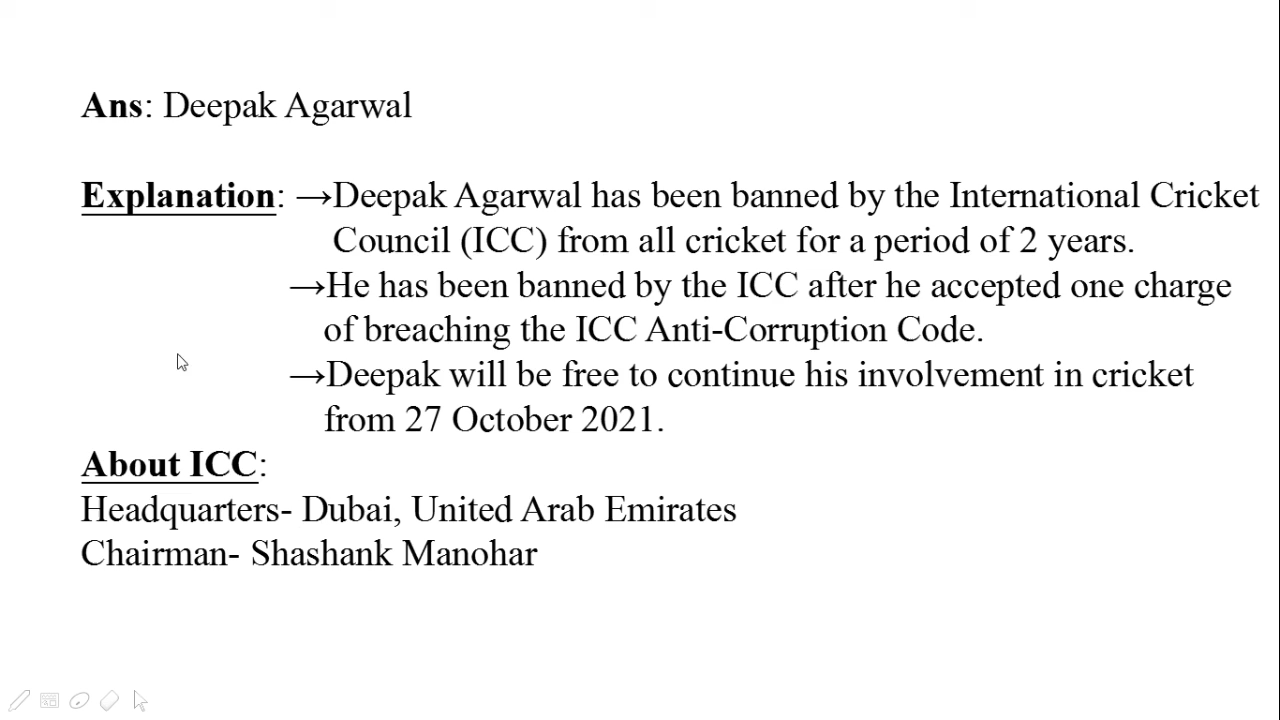 Ans: Deepak Agarwal
Explanation: →Deepak Agarwal has been banned by the International Cricket
Council (ICC) from all cricket for a period of 2 years.
→He has been banned by the ICC after he accepted one charge
of breaching the ICC Anti-Corruption Code.
→Deepak will be free to continue his involvement in cricket
from 27 October 2021.
About ICC:
Headquarters- Dubai, United Arab Emirates
Chairman- Shashank Manohar